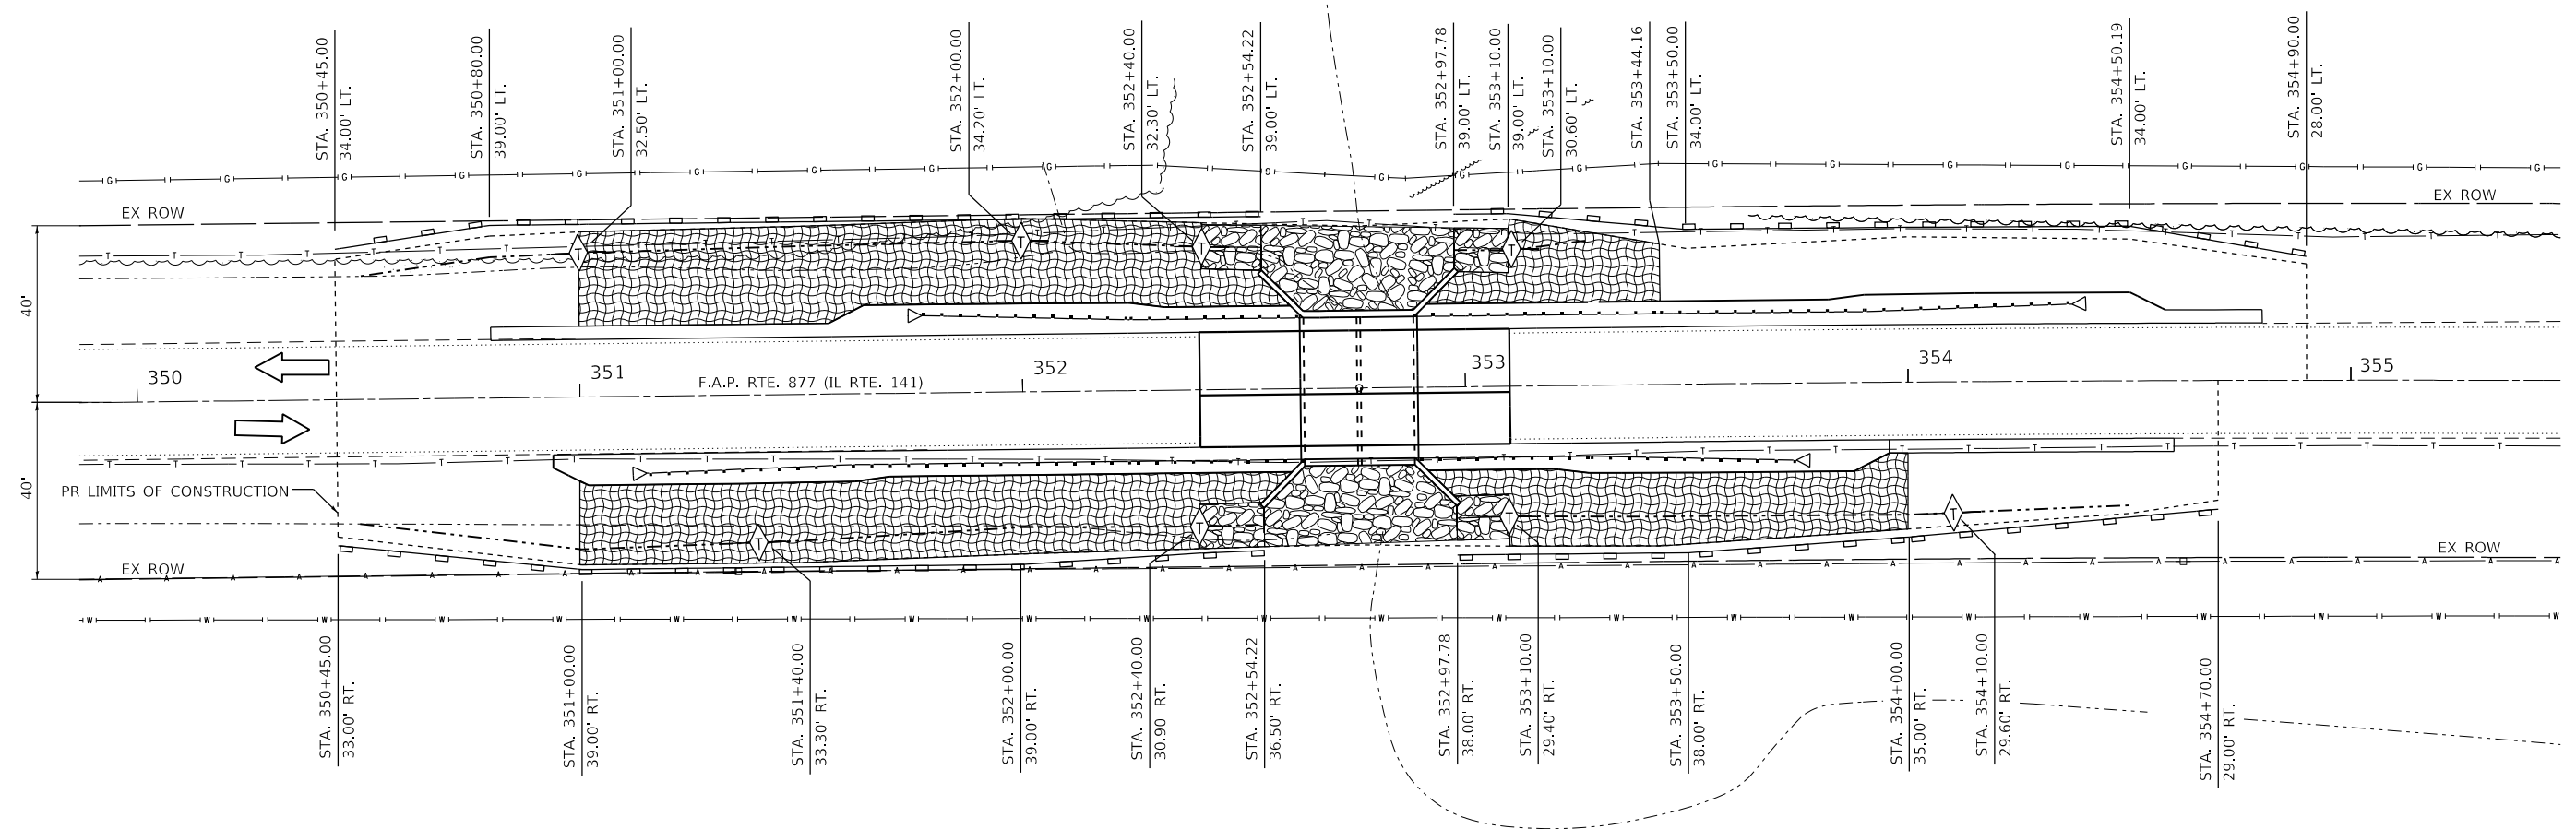 STA. 350+45.00
34.00' LT.
STA. 350+80.00
39.00' LT.
STA. 351+00.00
32.50' LT.
STA. 352+00.00
34.20' LT.
STA. 352+40.00
32.30' LT.
STA. 352+54.22
39.00' LT.
STA. 352+97.78
39.00' LT.
STA. 353+10.00
39.00' LT.
STA. 353+10.00
30.60' LT.
STA. 353+44.16
STA. 353+50.00
34.00' LT.
STA. 354+50.19
34.00' LT.
STA. 354+90.00
28.00' LT.
EX ROW
EX ROW
40'
350
351
352
353
354
355
F.A.P. RTE. 877 (IL RTE. 141)
40'
PR LIMITS OF CONSTRUCTION
EX ROW
EX ROW
STA. 350+45.00
33.00' RT.
STA. 351+00.00
39.00' RT.
STA. 351+40.00
33.30' RT.
STA. 352+00.00
39.00' RT.
STA. 352+40.00
30.90' RT.
STA. 352+54.22
36.50' RT.
STA. 352+97.78
38.00' RT.
STA. 353+10.00
29.40' RT.
STA. 353+50.00
38.00' RT.
STA. 354+00.00
35.00' RT.
STA. 354+10.00
29.60' RT.
STA. 354+70.00
29.00' RT.